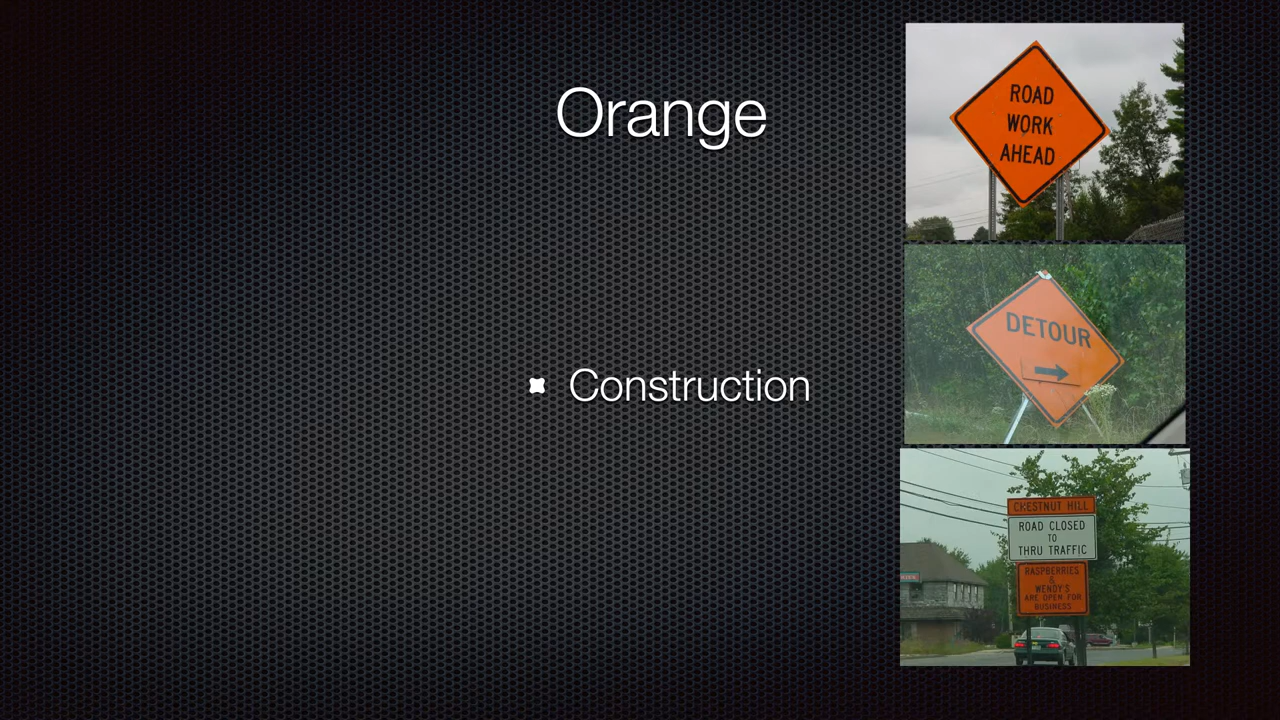 Orange
Construction
ROAD
WORK
AHEAD
DETOUR
CHESTNUT HILL
ROAD CLOSED
TO
THRU TRAFFIC
RASPBERRIES
&
WENDY'S
ARE OPEN FOR
BUSINESS